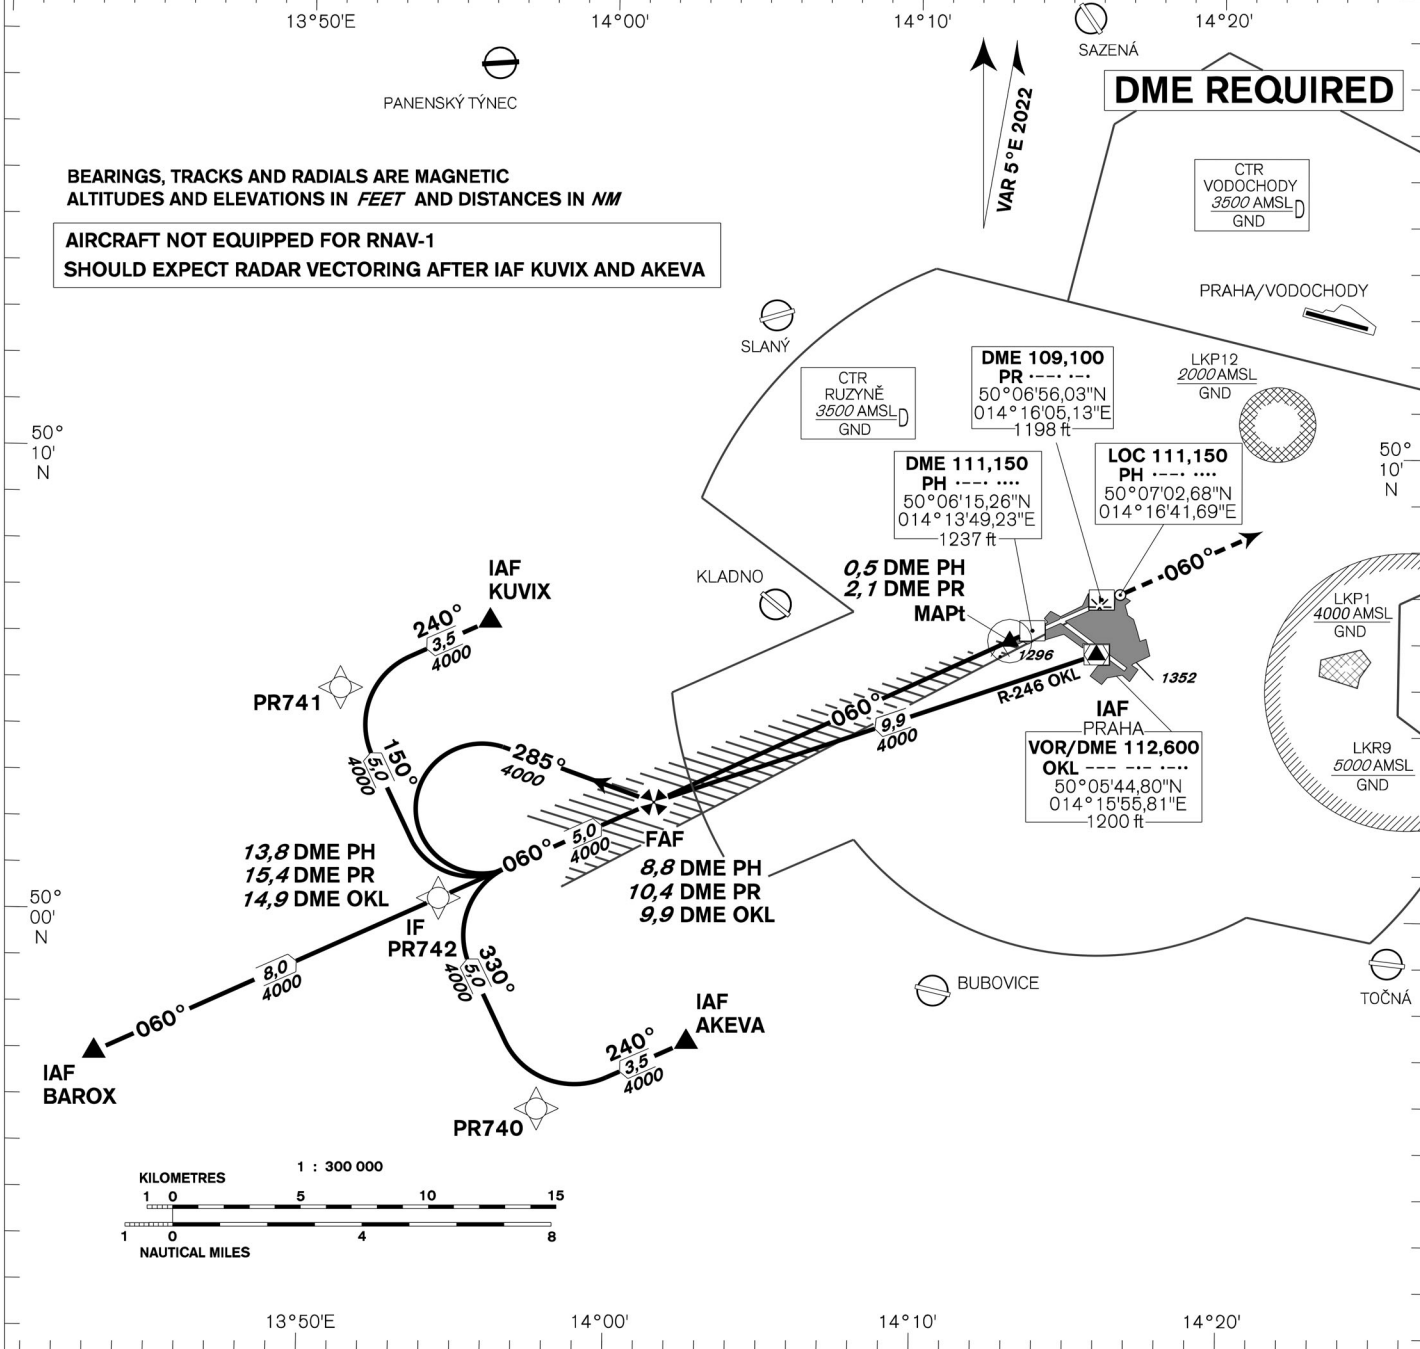 13°50'E
14°00'
14°10'
14°20'
SAZENÁ
PANENSKÝ TÝNEC
DME REQUIRED
VAR 5°E 2022
BEARINGS, TRACKS AND RADIALS ARE MAGNETIC
ALTITUDES AND ELEVATIONS IN FEET AND DISTANCES IN NM
AIRCRAFT NOT EQUIPPED FOR RNAV-1
SHOULD EXPECT RADAR VECTORING AFTER IAF KUVIX AND AKEVA
CTR
VODOCHODY
3500 AMSL D
GND
PRAHA/VODOCHODY
SLANÝ
CTR
RUZYNĚ
3500 AMSL D
GND
DME 109,100
PR ·--· ·-·
50°06'56,03"N
014°16'05,13"E
1198 ft
LKP12
2000 AMSL
GND
50°
10'
N
50°
10'
N
DME 111,150
PH ·--· ····
50°06'15,26"N
014°13'49,23"E
1237 ft
LOC 111,150
PH ·--· ····
50°07'02,68"N
014°16'41,69"E
060°
KLADNO
0,5 DME PH
2,1 DME PR
MAPt
IAF
KUVIX
240°
3,5
4000
LKP1
4000 AMSL
GND
1296
1352
PR741
R-246 OKL
060°
9,9
4000
IAF
PRAHA
VOR/DME 112,600
OKL --- -·- ·-··
50°05'44,80"N
014°15'55,81"E
1200 ft
LKR9
5000 AMSL
GND
150°
5,0
4000
285°
4000
060°
5,0
4000
FAF
8,8 DME PH
10,4 DME PR
9,9 DME OKL
13,8 DME PH
15,4 DME PR
14,9 DME OKL
50°
00'
N
IF
PR742
330°
5,0
4000
8,0
4000
060°
BUBOVICE
TOČNÁ
IAF
AKEVA
240°
3,5
4000
IAF
BAROX
PR740
1 : 300 000
KILOMETRES
1 0 5 10 15
1 0 4 8
NAUTICAL MILES
13°50'E
14°00'
14°10'
14°20'